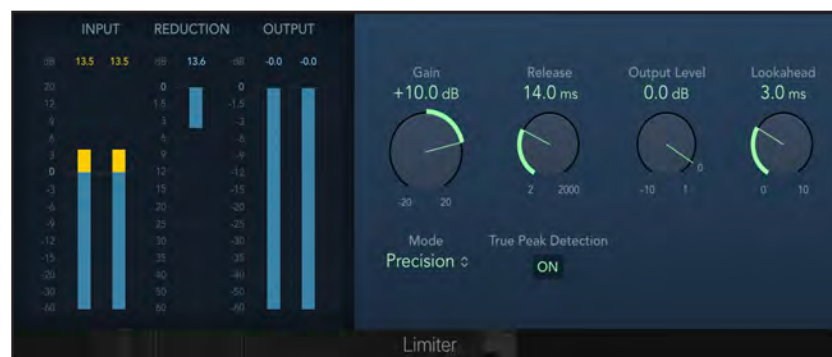 INPUT REDUCTION OUTPUT
dB 13.5 13.5 dB 13.6 dB -0.0 -0.0
20 0 0
12 1.5 -1.5
9 3 -3
6 6 -6
3 9 -9
0 12 -12
-3 15 -15
-6 20 -20
-9 25 -25
-12 30 -30
-15 35 -35
-20 40 -40
-30 50 -50
-60 60 -60
Gain Release Output Level Lookahead
+10.0 dB 14.0 ms 0.0 dB 3.0 ms
0
-20 20 2 2000 -10 1 0 10
Mode True Peak Detection
Precision ON
Limiter